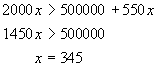 2000x > 500000 + 550x
1450x > 500000
x = 345